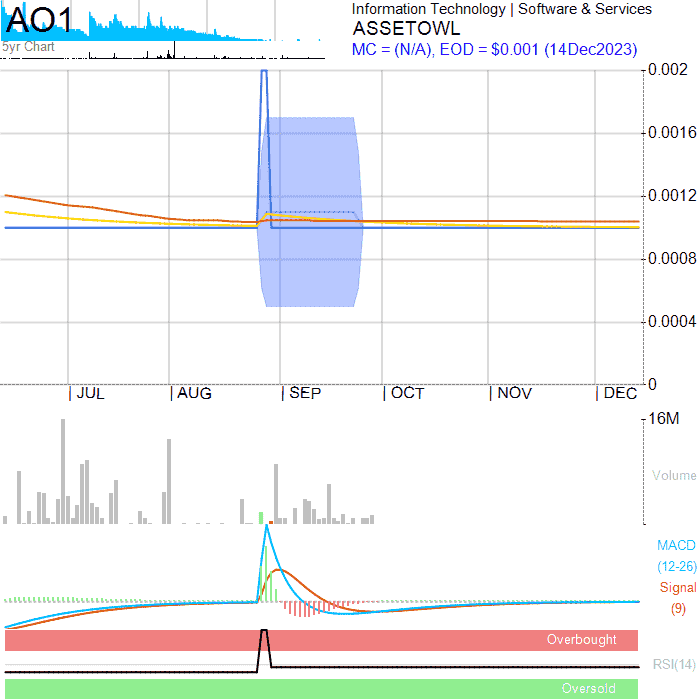 AO1
5yr Chart
Information Technology | Software & Services
ASSETOWL
MC = (N/A), EOD = $0.001 (14Dec2023)
0.002
0.0016
0.0012
0.0008
0.0004
0
JUL AUG SEP OCT NOV DEC
16M
Volume
MACD
(12-26)
Signal
(9)
Overbought
RSI(14)
Oversold